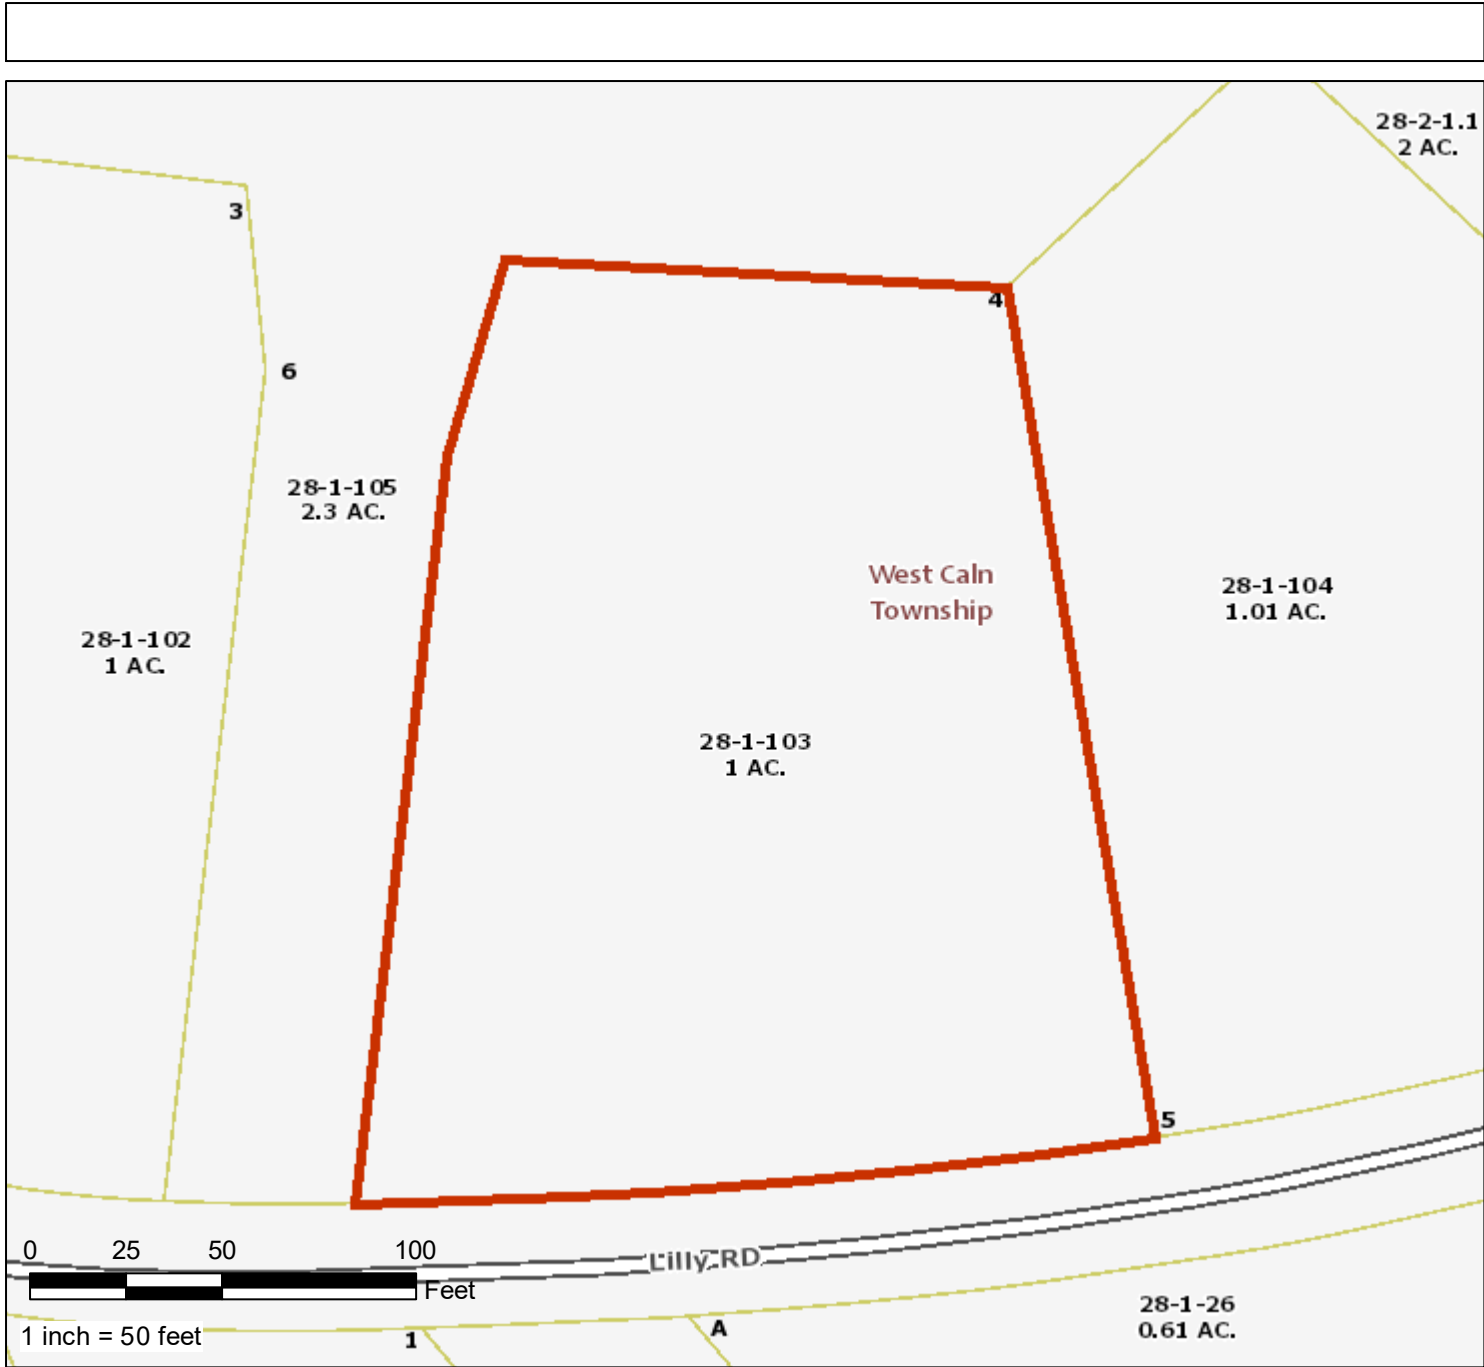 28-2-1.1
2 AC.
3
4
6
28-1-105
2.3 AC.
West Caln
Township
28-1-104
1.01 AC.
28-1-102
1 AC.
28-1-103
1 AC.
5
0 25 50 100
Feet
Lilly RD
1 inch = 50 feet
1
A
28-1-26
0.61 AC.